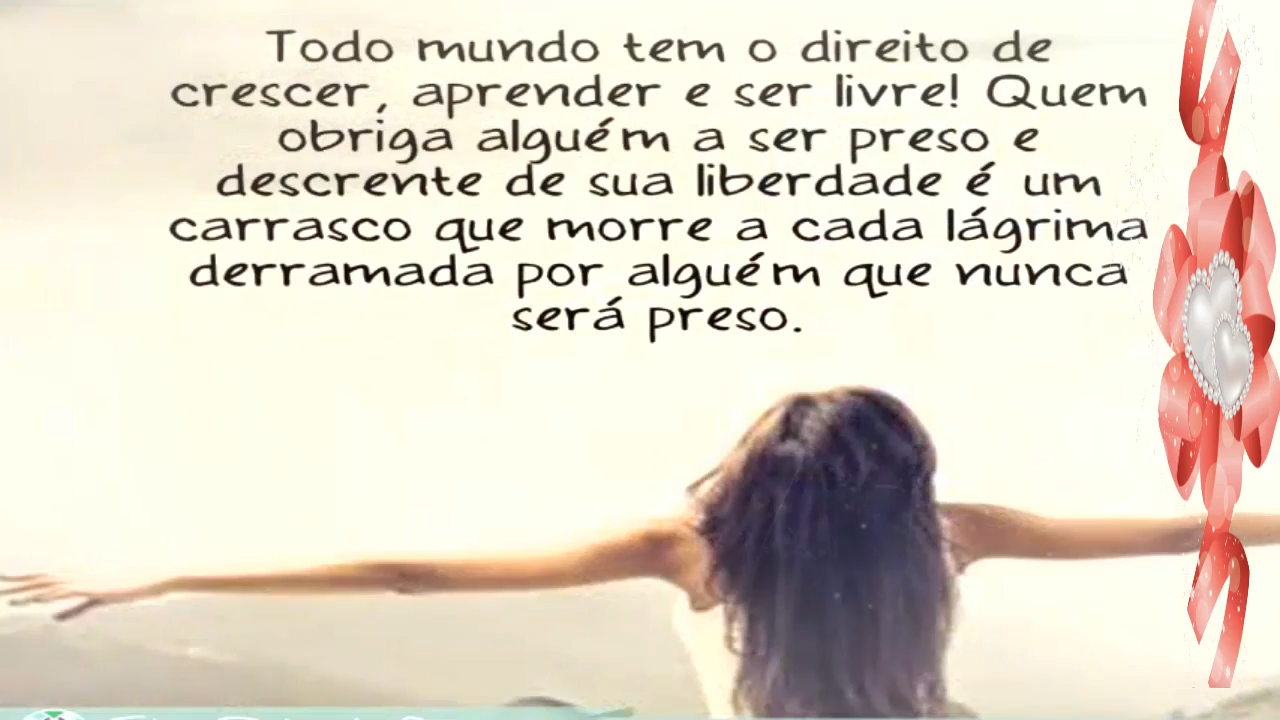 Todo mundo tem o direito de
crescer, aprender e ser livre! Quem
obriga alguém a ser preso e
descrente de sua liberdade é um
carrasco que morre a cada lágrima
derramada por alguém que nunca
será preso.